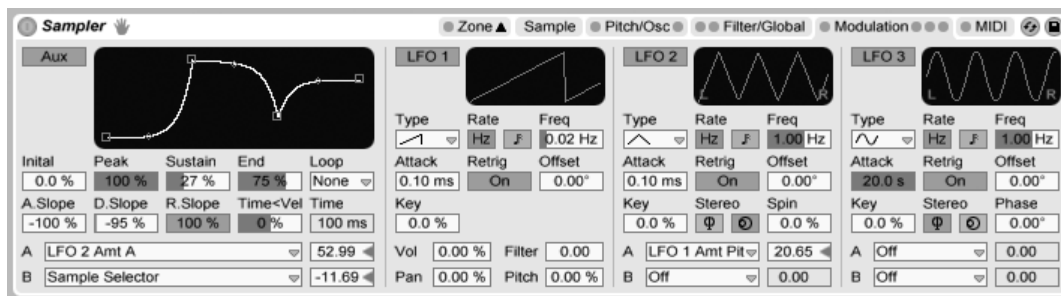 Sampler Zone Sample Pitch/Osc Filter/Global Modulation MIDI
Aux LFO 1 LFO 2 LFO 3
L R L R
Type Rate Freq Type Rate Freq Type Rate Freq
Hz 0.02 Hz Hz 1.00 Hz Hz 1.00 Hz
Inital Peak Sustain End Loop Attack Retrig Offset Attack Retrig Offset Attack Retrig Offset
0.0 % 100 % 27 % 75 % None 0.10 ms On 0.00° 0.10 ms On 0.00° 20.0 s On 0.00°
A.Slope D.Slope R.Slope Time<Vel Time Key Key Stereo Spin Key Stereo Phase
-100 % -95 % 100 % 0 % 100 ms 0.0 % 0.0 % 0.0 % 0.0 % 0.00°
A LFO 2 Amt A 52.99 Vol 0.00 % Filter 0.00 A LFO 1 Amt Pit 20.65 A Off 0.00
B Sample Selector -11.69 Pan 0.00 % Pitch 0.00 % B Off 0.00 B Off 0.00